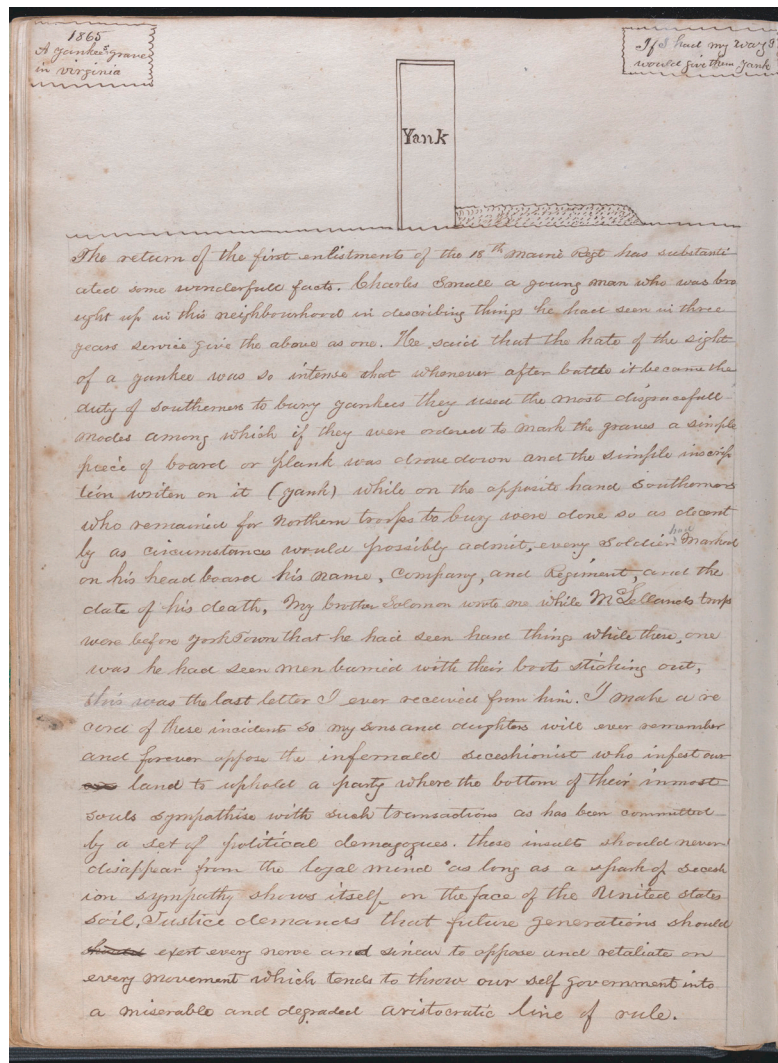 1865
A yankee's grave
in virginia
If I had my way I
would give them yank
Yank
The return of the first enlistments of the 18th Maine Regt has substanti
ated some wonderfull facts. Charles Small a young man who was bro
ught up in this neighbourhood in describing things he had seen in three
years service give the above as one. He said that the hate of the sight
of a yankee was so intense that whenever after battle it became the
duty of southerners to bury yankees they used the most disgracefull
modes among which if they were ordered to mark the graves a simple
peece of board or plank was drove down and the simple inscrip
tion writen on it (yank) while on the opposite hand Southerners
who remained for Northern troops to bury were done so as decent
ly as circumstances would possibly admit, every Soldier had marked
on his head board his name, Company, and Regiment, and the
date of his death, My brother Solomon wrote me while McLellands troops
were before York Town that he had seen hard things while there, one
was he had seen men burried with their boots sticking out,
this was the last letter I ever received from him. I make a re
cord of these incident so my sons and daughters will ever remember
and forever oppose the infernald seceshionist who infest our
land to uphold a party where the bottom of their inmost
souls sympathise with such transactions as has been committed
by a set of political demagogues. these insults should never
disappear from the loyal mind as long as a spark of secesh
ion sympathy shows itself on the face of the United States
soil, Justice demands that future generations should
should exert every nerve and sinew to oppose and retaliate on
every movement which tends to throw our self government into
a miserable and degraded aristocratic line of rule.